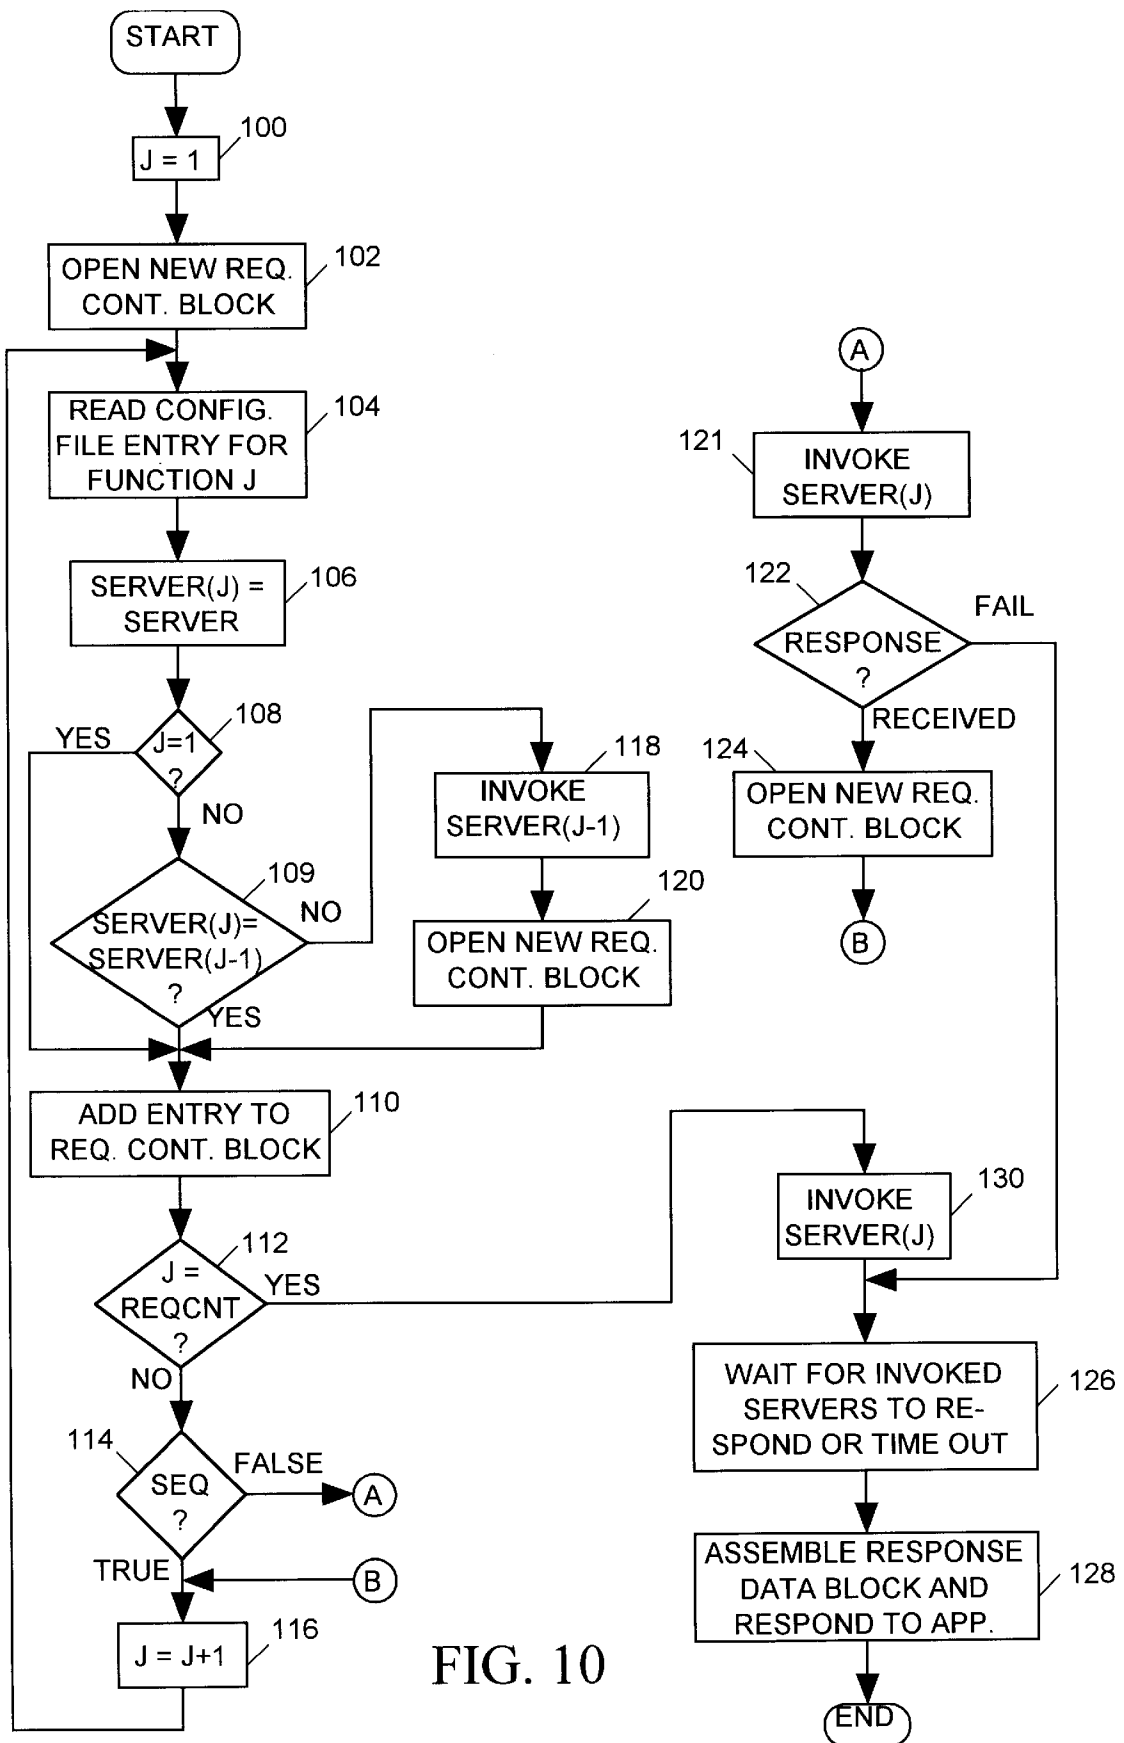 START
100
J = 1
102
OPEN NEW REQ.
CONT. BLOCK
104
READ CONFIG.
FILE ENTRY FOR
FUNCTION J
106
SERVER(J) =
SERVER
108
YES
J=1
?
NO
109
SERVER(J)=
SERVER(J-1)
?
NO
YES
118
INVOKE
SERVER(J-1)
120
OPEN NEW REQ.
CONT. BLOCK
110
ADD ENTRY TO
REQ. CONT. BLOCK
112
J =
REQCNT
?
YES
NO
114
SEQ
?
FALSE
A
TRUE
B
116
J = J+1
A
121
INVOKE
SERVER(J)
122
RESPONSE
?
FAIL
RECEIVED
124
OPEN NEW REQ.
CONT. BLOCK
B
130
INVOKE
SERVER(J)
126
WAIT FOR INVOKED
SERVERS TO RE-
SPOND OR TIME OUT
128
ASSEMBLE RESPONSE
DATA BLOCK AND
RESPOND TO APP.
END
FIG. 10